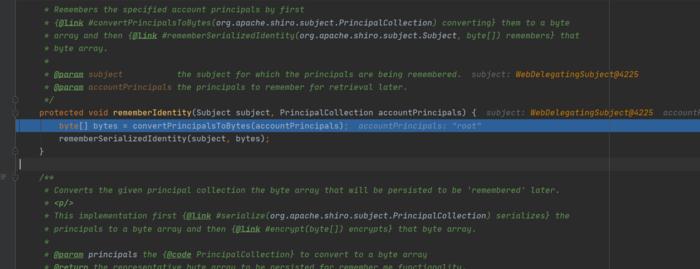 * Remembers the specified account principals by first
* {@link #convertPrincipalsToBytes(org.apache.shiro.subject.PrincipalCollection) converting} them to a byte
* array and then {@link #rememberSerializedIdentity(org.apache.shiro.subject.Subject, byte[]) remembers} that
* byte array.
*
* @param subject the subject for which the principals are being remembered. subject: WebDelegatingSubject@4225
* @param accountPrincipals the principals to remember for retrieval later.
*/
protected void rememberIdentity(Subject subject, PrincipalCollection accountPrincipals) { subject: WebDelegatingSubject@4225
byte[] bytes = convertPrincipalsToBytes(accountPrincipals); accountPrincipals: "root"
rememberSerializedIdentity(subject, bytes);
}
/**
* Converts the given principal collection the byte array that will be persisted to be 'remembered' later.
* <p/>
* This implementation first {@link #serialize(org.apache.shiro.subject.PrincipalCollection) serializes} the
* principals to a byte array and then {@link #encrypt(byte[]) encrypts} that byte array.
*
* @param principals the {@code PrincipalCollection} to convert to a byte array
* @return the representative byte array to be persisted for remember me functionality.